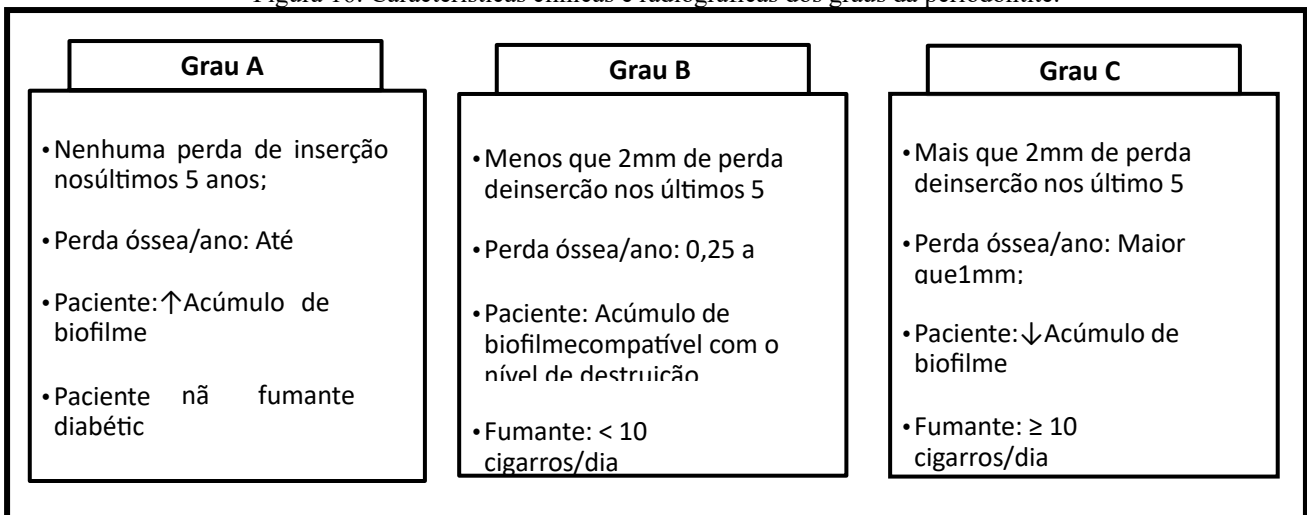 Figura 10: Características clínicas e radiográficas dos graus da periodontite.
Grau A
•Nenhuma perda de inserção
nosúltimos 5 anos;
•Perda óssea/ano: Até
•Paciente:↑Acúmulo de
biofilme
•Paciente nã fumante
diabétic
Grau B
•Menos que 2mm de perda
deinsercão nos últimos 5
•Perda óssea/ano: 0,25 a
•Paciente: Acúmulo de
biofilmecompatível com o
nível de destruição
•Fumante: < 10
cigarros/dia
Grau C
•Mais que 2mm de perda
deinsercão nos último 5
•Perda óssea/ano: Maior
que1mm;
•Paciente:↓Acúmulo de
biofilme
•Fumante: ≥ 10
cigarros/dia